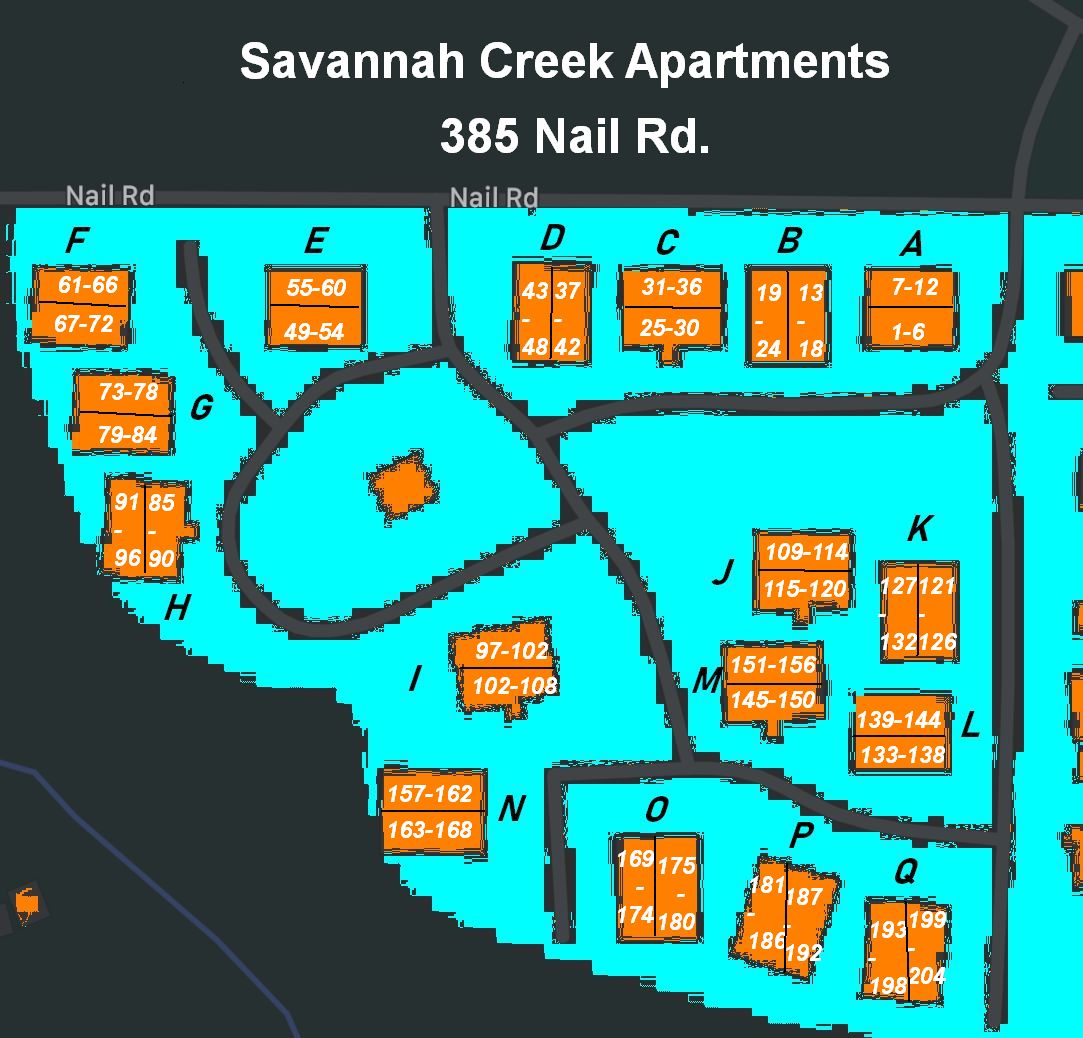 Savannah Creek Apartments
385 Nail Rd.
Nail Rd
Nail Rd
F
E
D
C
B
A
61-66
67-72
55-60
49-54
43
-
48
37
-
42
31-36
25-30
19
-
24
13
-
18
7-12
1-6
73-78
79-84
G
91
-
96
85
-
90
H
J
109-114
115-120
K
127
-
132
121
-
126
I
97-102
102-108
M
151-156
145-150
139-144
133-138
L
157-162
163-168
N
O
169
-
174
175
-
180
P
181
-
186
187
-
192
Q
193
-
198
199
-
204